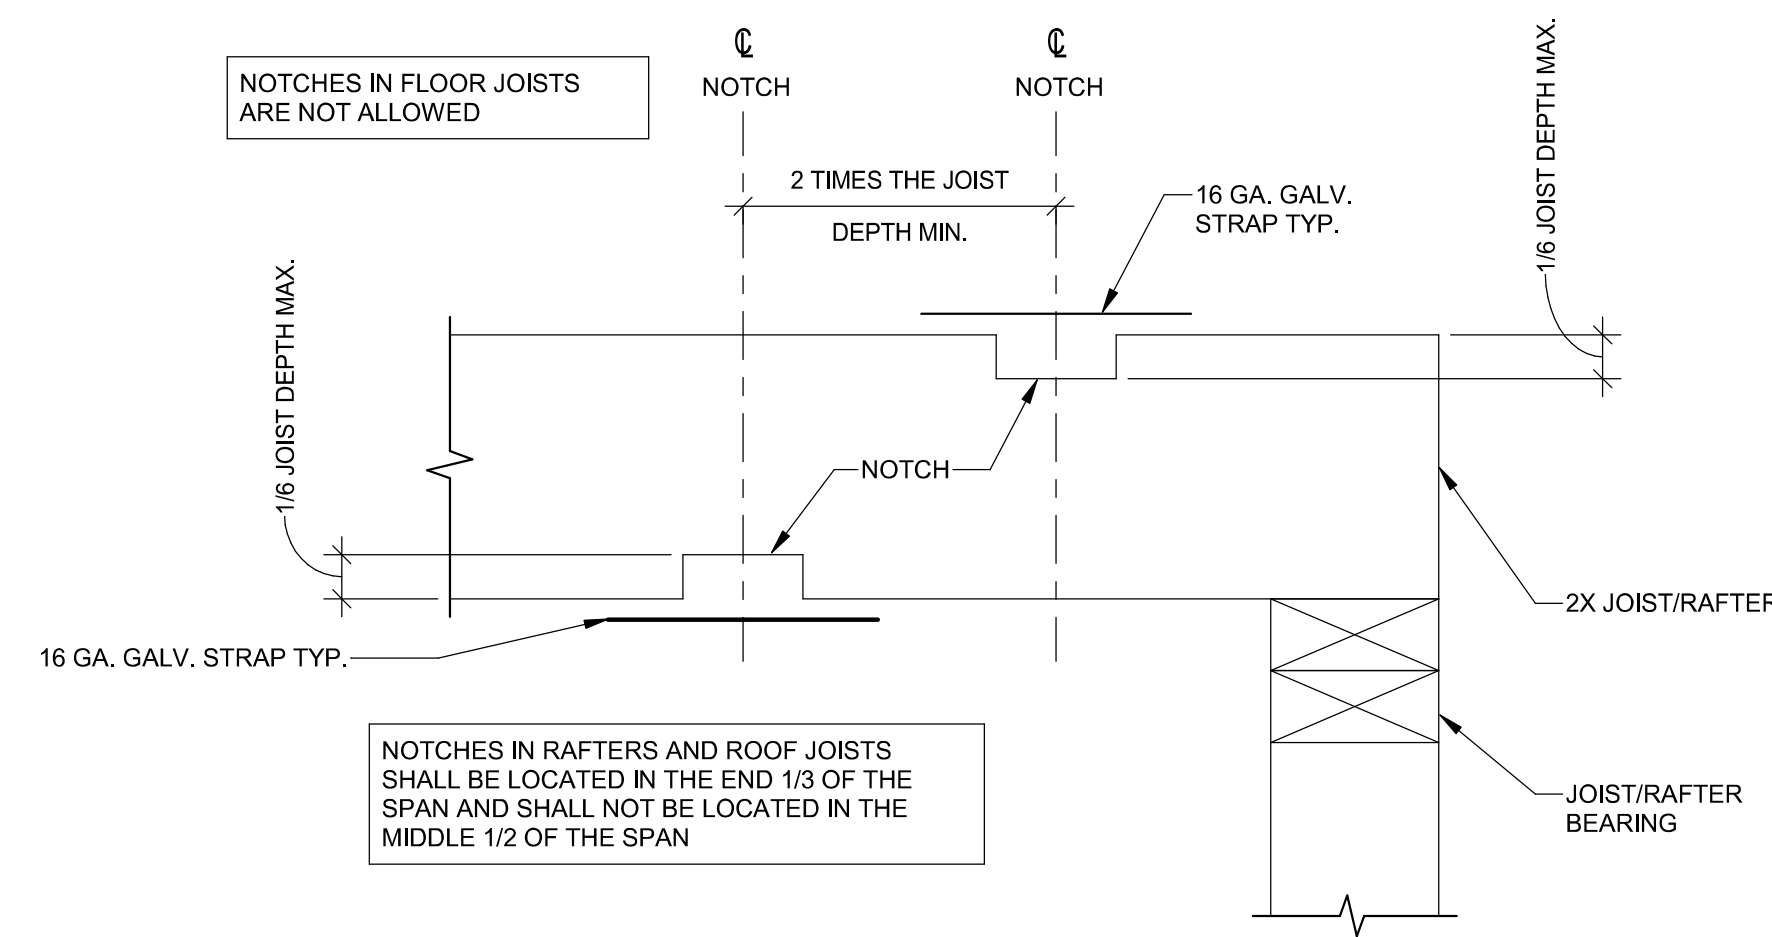 ℄
NOTCH
℄
NOTCH
NOTCHES IN FLOOR JOISTS
ARE NOT ALLOWED
2 TIMES THE JOIST
DEPTH MIN.
16 GA. GALV.
STRAP TYP.
1/6 JOIST DEPTH MAX.
1/6 JOIST DEPTH MAX.
NOTCH
2X JOIST/RAFTER
16 GA. GALV. STRAP TYP.
NOTCHES IN RAFTERS AND ROOF JOISTS
SHALL BE LOCATED IN THE END 1/3 OF THE
SPAN AND SHALL NOT BE LOCATED IN THE
MIDDLE 1/2 OF THE SPAN
JOIST/RAFTER
BEARING